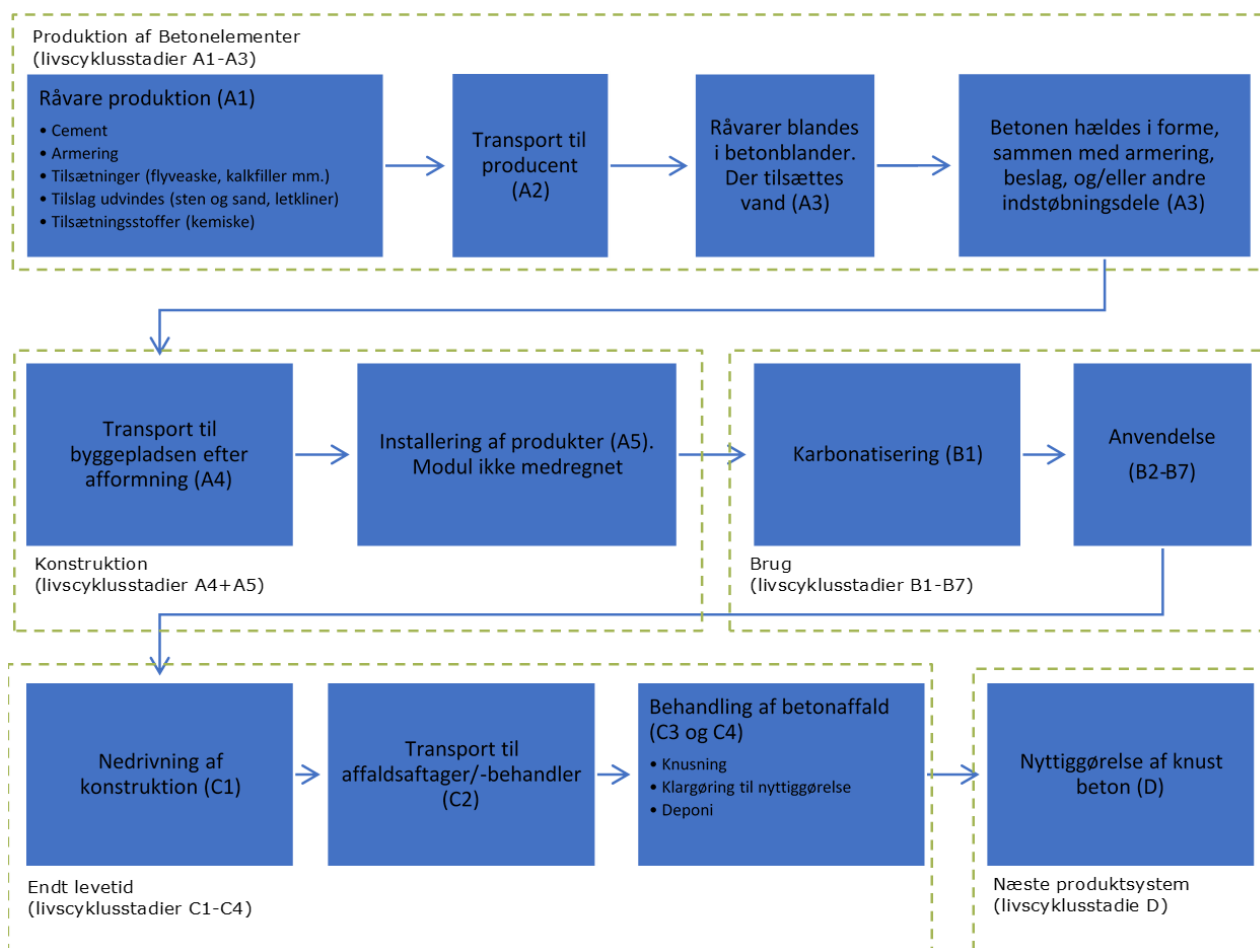 Produktion af Betonelementer
(livscyklusstadier A1-A3)
Råvare produktion (A1)
• Cement
• Armering
• Tilsætninger (flyveaske, kalkfiller mm.)
• Tilslag udvindes (sten og sand, letkliner)
• Tilsætningsstoffer (kemiske)
Transport til
producent
(A2)
Råvarer blandes
i betonblander.
Der tilsættes
vand (A3)
Betonen hældes i forme,
sammen med armering,
beslag, og/eller andre
indstøbningsdele (A3)
Transport til
byggepladsen efter
afformning (A4)
Installering af produkter (A5).
Modul ikke medregnet
Konstruktion
(livscyklusstadier A4+A5)
Karbonatisering (B1)
Anvendelse
(B2-B7)
Brug
(livscyklusstadier B1-B7)
Nedrivning af
konstruktion (C1)
Transport til
affaldsaftager/-behandler
(C2)
Behandling af betonaffald
(C3 og C4)
• Knusning
• Klargøring til nyttiggørelse
• Deponi
Endt levetid
(livscyklusstadier C1-C4)
Nyttiggørelse af knust
beton (D)
Næste produktsystem
(livscyklusstadie D)